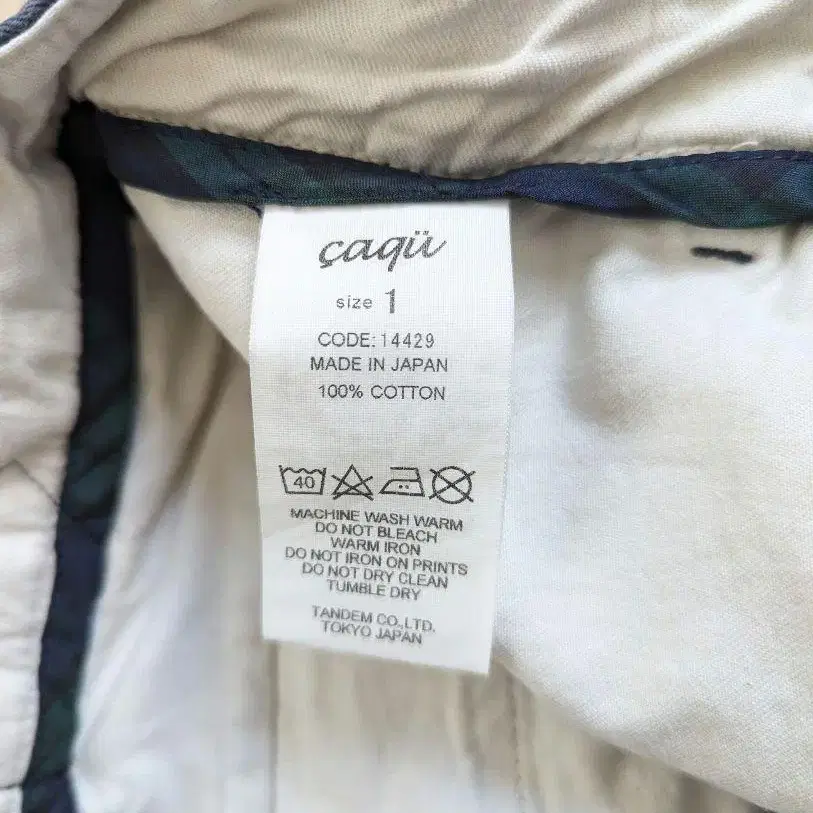 çaqü
size 1
CODE:14429
MADE IN JAPAN
100% COTTON
40
MACHINE WASH WARM
DO NOT BLEACH
WARM IRON
DO NOT IRON ON PRINTS
DO NOT DRY CLEAN
TUMBLE DRY
TANDEM CO.,LTD.
TOKYO JAPAN